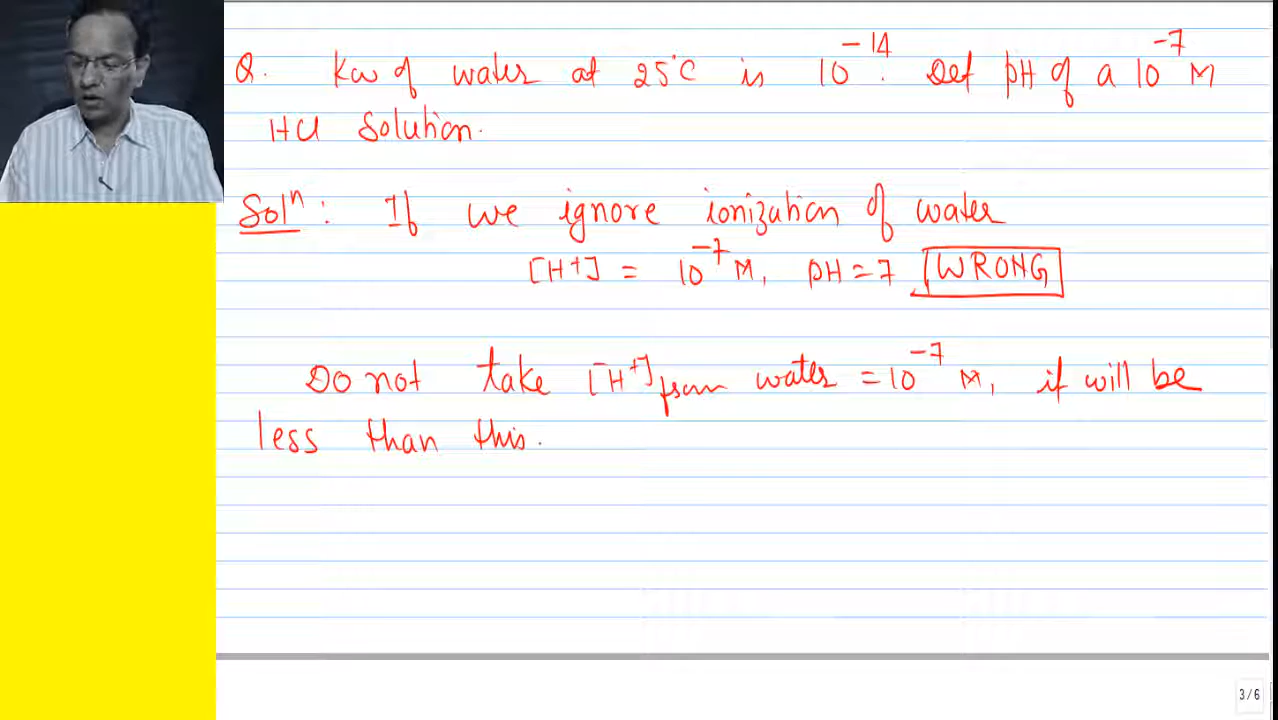 Q. Kw of water at 25°C is 10⁻¹⁴. Det pH of a 10⁻⁷ M
HCl Solution.
Solⁿ: If we ignore ionization of water
[H+] = 10⁻⁷ M, pH = 7 WRONG
Do not take [H+] from water = 10⁻⁷ M, it will be
less than this.
3/6